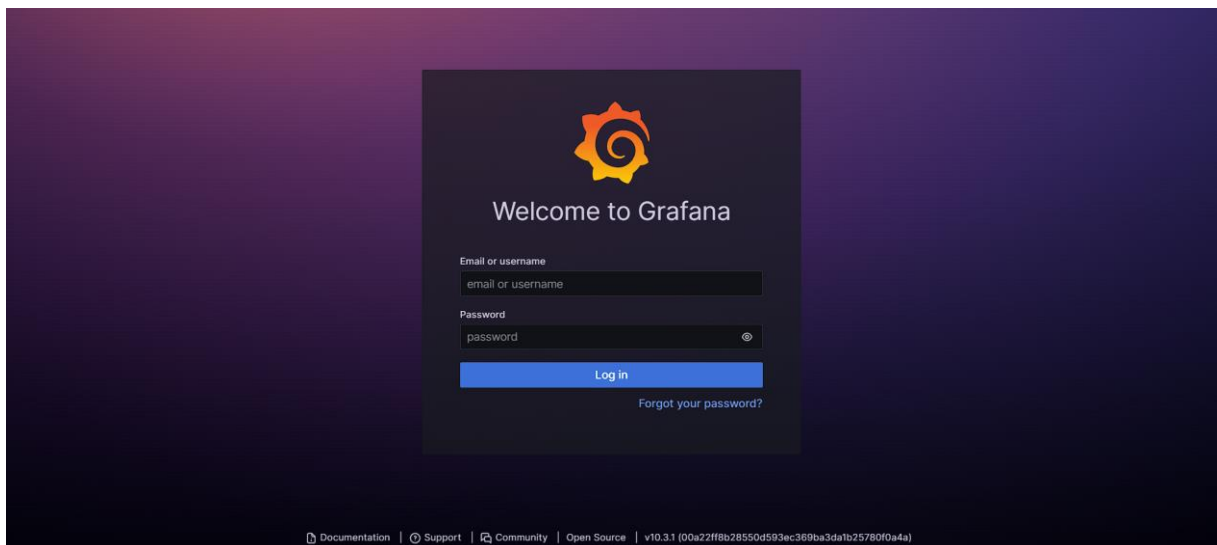 Welcome to Grafana
Email or username
email or username
Password
password
Log in
Forgot your password?
Documentation | Support | Community | Open Source | v10.3.1 (00a22ff8b28550d593ec369ba3da1b25780f0a4a)